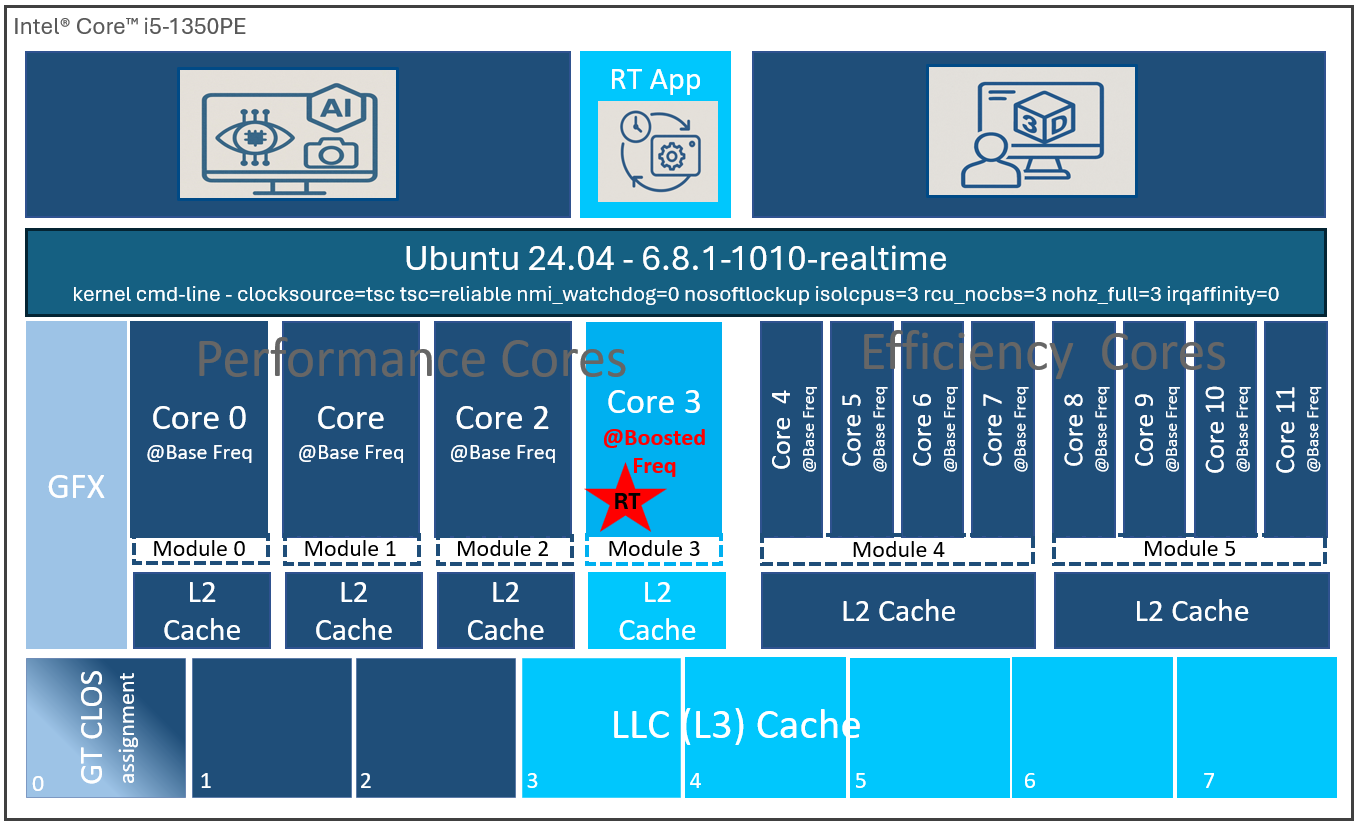 Intel® Core™ i5-1350PE
AI
RT App
3D
Ubuntu 24.04 - 6.8.1-1010-realtime
kernel cmd-line - clocksource=tsc tsc=reliable nmi_watchdog=0 nosoftlockup isolcpus=3 rcu_nocbs=3 nohz_full=3 irqaffinity=0
Performance Cores
Efficiency Cores
GFX
Core 0
@Base Freq
Core
@Base Freq
Core 2
@Base Freq
Core 3
@Boosted
Freq
RT
Core 4
@Base Freq
Core 5
@Base Freq
Core 6
@Base Freq
Core 7
@Base Freq
Core 8
@Base Freq
Core 9
@Base Freq
Core 10
@Base Freq
Core 11
@Base Freq
Module 0
Module 1
Module 2
Module 3
Module 4
Module 5
L2
Cache
L2
Cache
L2
Cache
L2
Cache
L2 Cache
L2 Cache
GT CLOS
assignment
LLC (L3) Cache
0
1
2
3
4
5
6
7